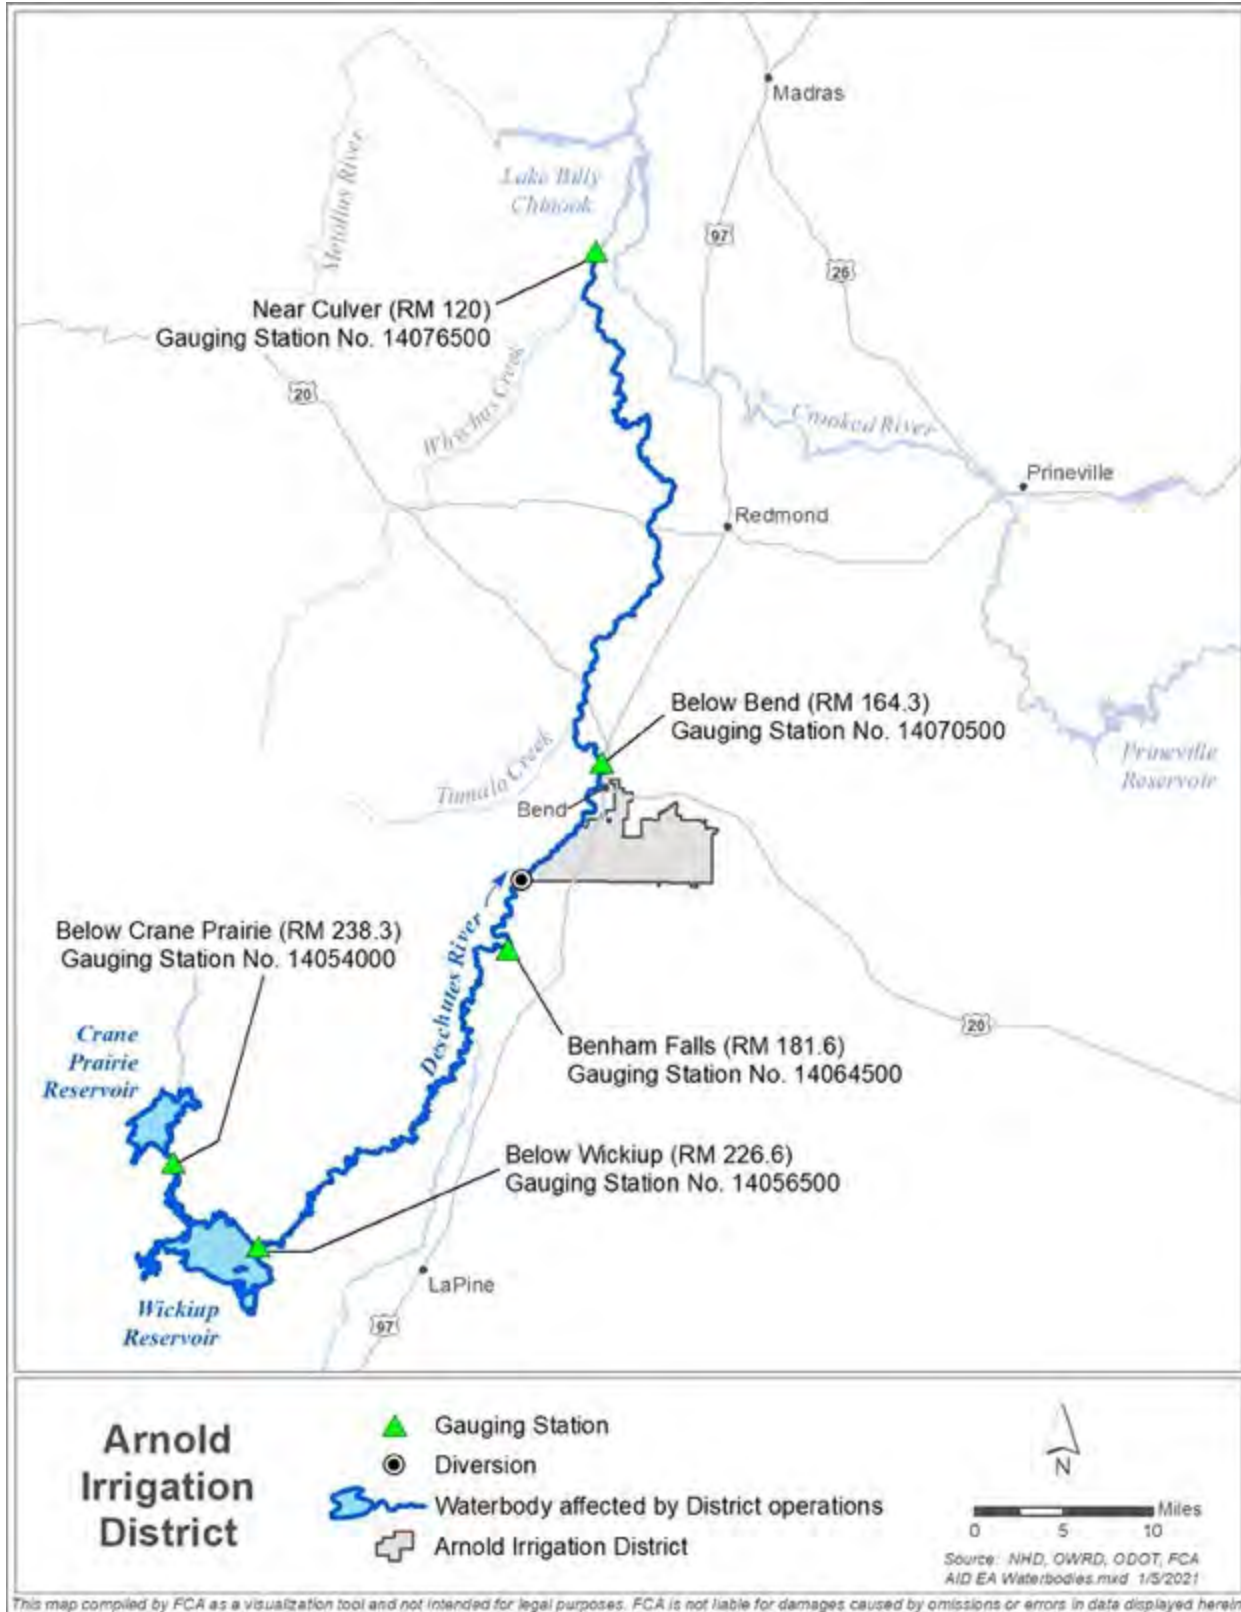 Madras
Metolius River
Lake Billy
Chinook
97
26
Near Culver (RM 120)
Gauging Station No. 14076500
20
Whychus Creek
Crooked River
Prineville
Redmond
Below Bend (RM 164.3)
Gauging Station No. 14070500
Prineville
Reservoir
Tumalo Creek
Bend
Deschutes River
Below Crane Prairie (RM 238.3)
Gauging Station No. 14054000
20
Crane
Prairie
Reservoir
Benham Falls (RM 181.6)
Gauging Station No. 14064500
Below Wickiup (RM 226.6)
Gauging Station No. 14056500
LaPine
Wickiup
Reservoir
97
Arnold
Irrigation
District
Gauging Station
Diversion
Waterbody affected by District operations
Arnold Irrigation District
N
Miles
0 5 10
Source: NHD, OWRD, ODOT, FCA
AID EA Waterbodies.mxd 1/5/2021
This map compiled by FCA as a visualization tool and not intended for legal purposes. FCA is not liable for damages caused by omissions or errors in data displayed herein